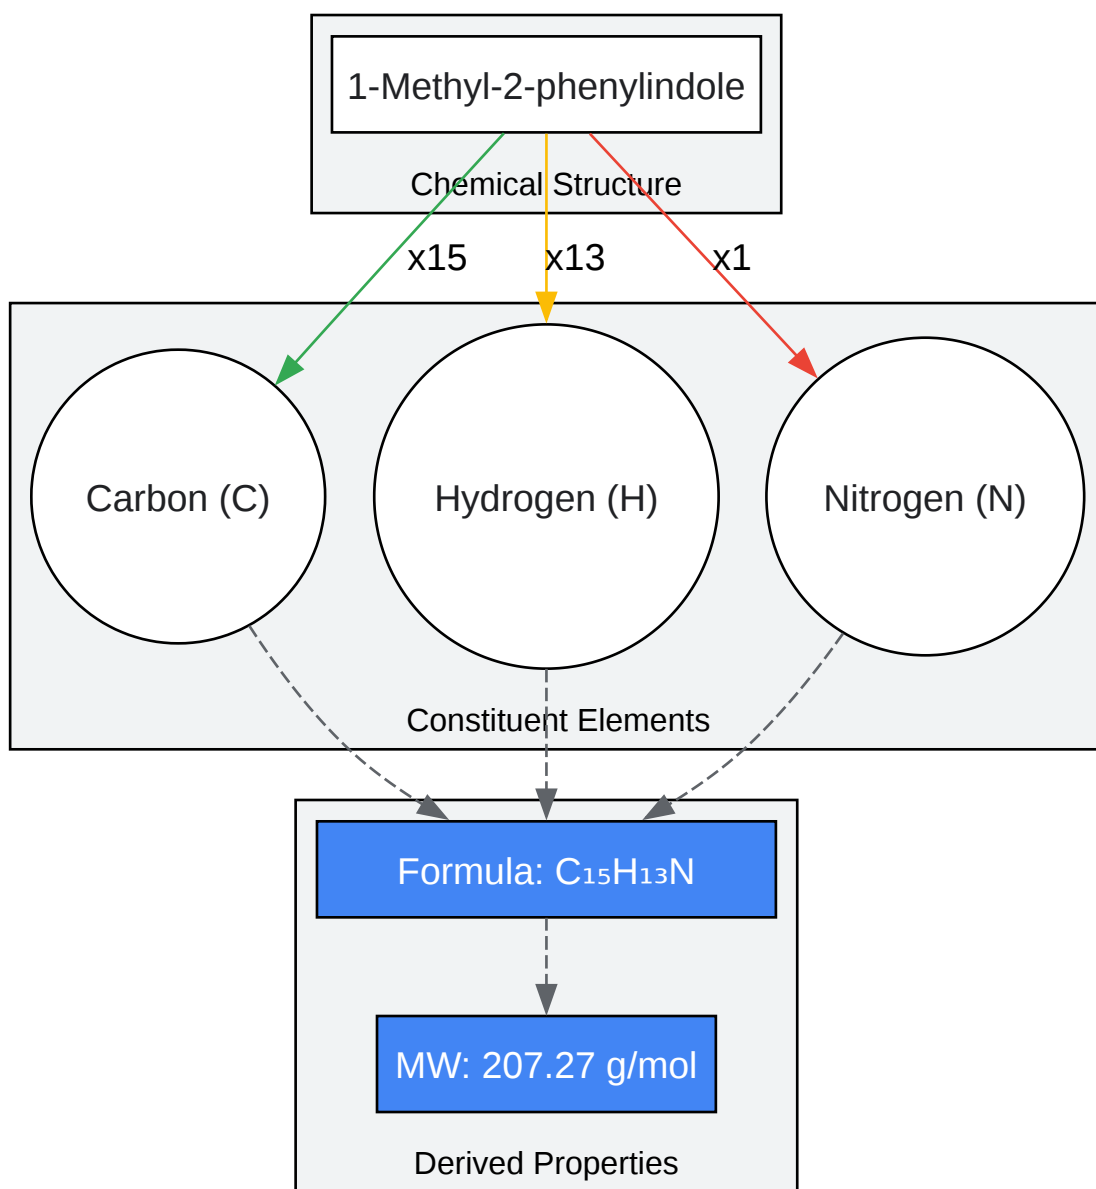 1-Methyl-2-phenylindole
Chemical Structure
x15
x13
x1
Carbon (C)
Hydrogen (H)
Nitrogen (N)
Constituent Elements
Formula: C₁₅H₁₃N
MW: 207.27 g/mol
Derived Properties